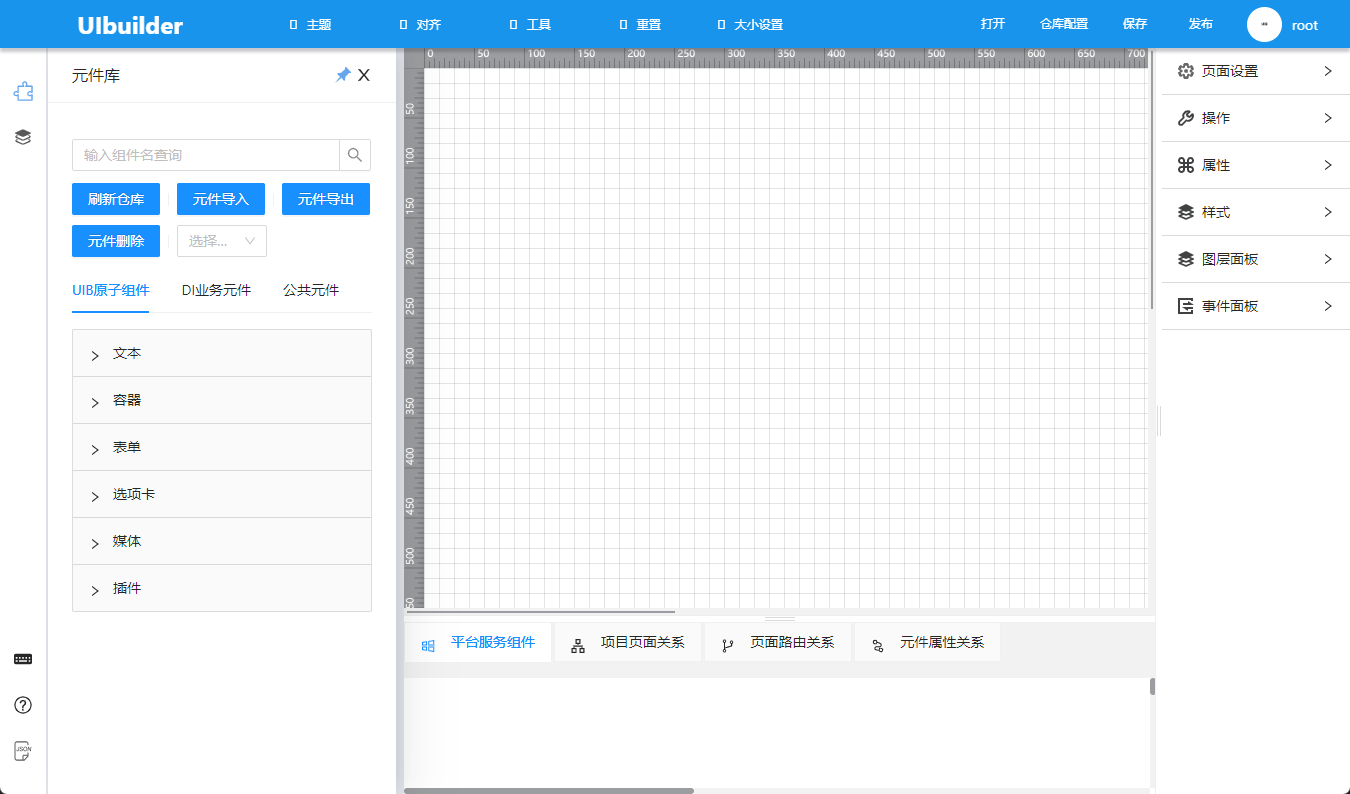 UIbuilder
主题
对齐
工具
重置
大小设置
打开
仓库配置
保存
发布
root
元件库
X
输入组件名查询
刷新仓库
元件导入
元件导出
元件删除
选择...
UIB原子组件
DI业务元件
公共元件
文本
容器
表单
选项卡
媒体
插件
JSON
0 50 100 150 200 250 300 350 400 450 500 550 600 650 700
50
100
150
200
250
300
350
400
450
500
平台服务组件
项目页面关系
页面路由关系
元件属性关系
页面设置
操作
属性
样式
图层面板
事件面板